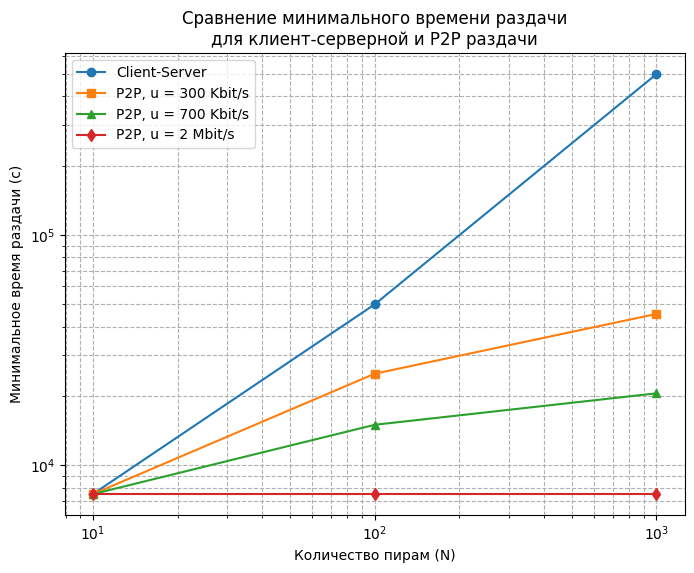 Сравнение минимального времени раздачи
для клиент-серверной и P2P раздачи
Client-Server
P2P, u = 300 Kbit/s
P2P, u = 700 Kbit/s
P2P, u = 2 Mbit/s
Минимальное время раздачи (с)
10⁵
10⁴
10¹
10²
10³
Количество пирам (N)